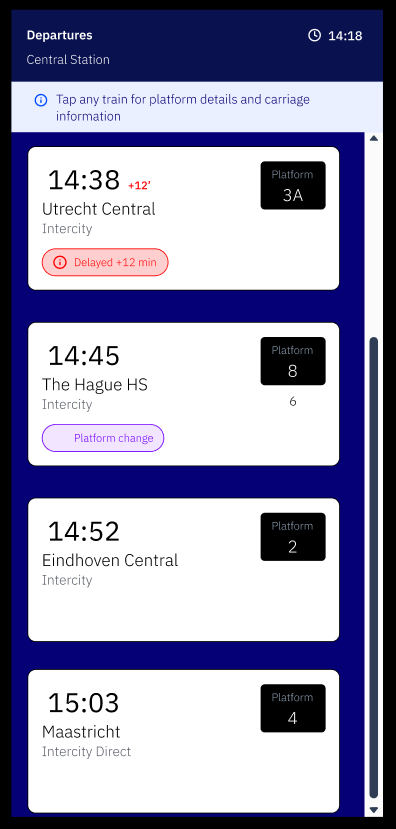 Departures
14:18
Central Station
Tap any train for platform details and carriage
information
14:38 +12’
Platform
3A
Utrecht Central
Intercity
Delayed +12 min
14:45
Platform
8
The Hague HS
Intercity
6
Platform change
14:52
Platform
2
Eindhoven Central
Intercity
15:03
Platform
4
Maastricht
Intercity Direct